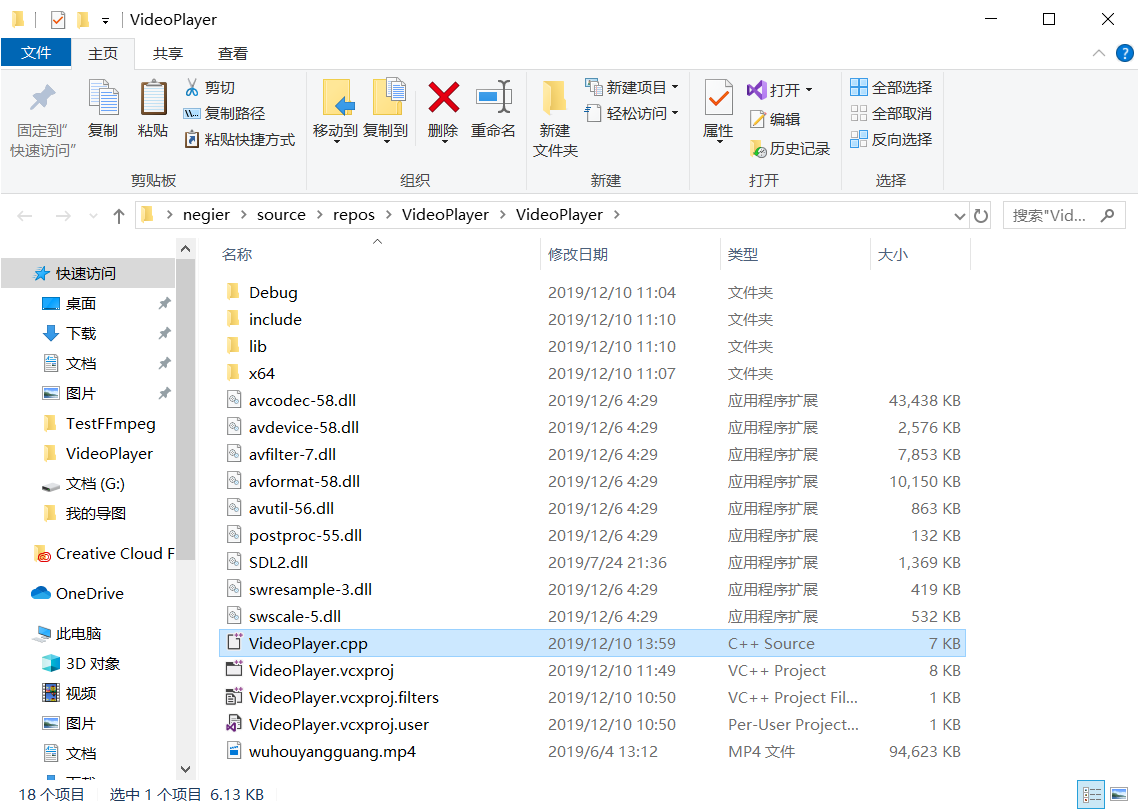 VideoPlayer
文件 主页 共享 查看
固定到"
快速访问"
复制
粘贴
剪切
复制路径
粘贴快捷方式
剪贴板
移动到
复制到
删除
重命名
组织
新建
文件夹
新建项目
轻松访问
新建
属性
打开
编辑
历史记录
打开
全部选择
全部取消
反向选择
选择
negier source repos VideoPlayer VideoPlayer
搜索"Vid...
快速访问
桌面
下载
文档
图片
TestFFmpeg
VideoPlayer
文档 (G:)
我的导图
Creative Cloud F
OneDrive
此电脑
3D 对象
视频
图片
文档
名称 修改日期 类型 大小
Debug 2019/12/10 11:04 文件夹
include 2019/12/10 11:10 文件夹
lib 2019/12/10 11:10 文件夹
x64 2019/12/10 11:07 文件夹
avcodec-58.dll 2019/12/6 4:29 应用程序扩展 43,438 KB
avdevice-58.dll 2019/12/6 4:29 应用程序扩展 2,576 KB
avfilter-7.dll 2019/12/6 4:29 应用程序扩展 7,853 KB
avformat-58.dll 2019/12/6 4:29 应用程序扩展 10,150 KB
avutil-56.dll 2019/12/6 4:29 应用程序扩展 863 KB
postproc-55.dll 2019/12/6 4:29 应用程序扩展 132 KB
SDL2.dll 2019/7/24 21:36 应用程序扩展 1,369 KB
swresample-3.dll 2019/12/6 4:29 应用程序扩展 419 KB
swscale-5.dll 2019/12/6 4:29 应用程序扩展 532 KB
VideoPlayer.cpp 2019/12/10 13:59 C++ Source 7 KB
VideoPlayer.vcxproj 2019/12/10 11:49 VC++ Project 8 KB
VideoPlayer.vcxproj.filters 2019/12/10 10:50 VC++ Project Fil... 1 KB
VideoPlayer.vcxproj.user 2019/12/10 10:50 Per-User Project... 1 KB
wuhouyangguang.mp4 2019/6/4 13:12 MP4 文件 94,623 KB
18 个项目 选中 1 个项目 6.13 KB